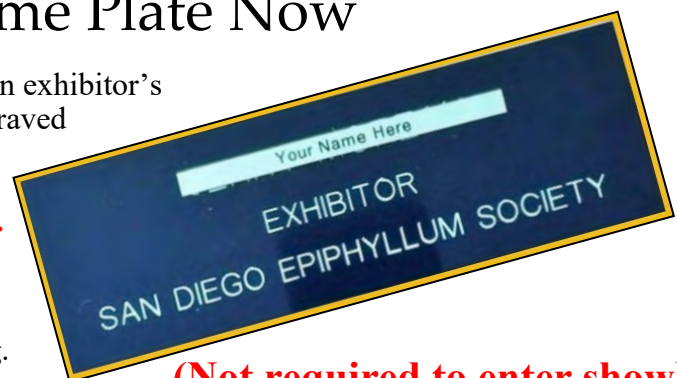 me Plate Now
n exhibitor's
raved
Your Name Here
EXHIBITOR
SAN DIEGO EPIPHYLLUM SOCIETY
(Not required to enter show)